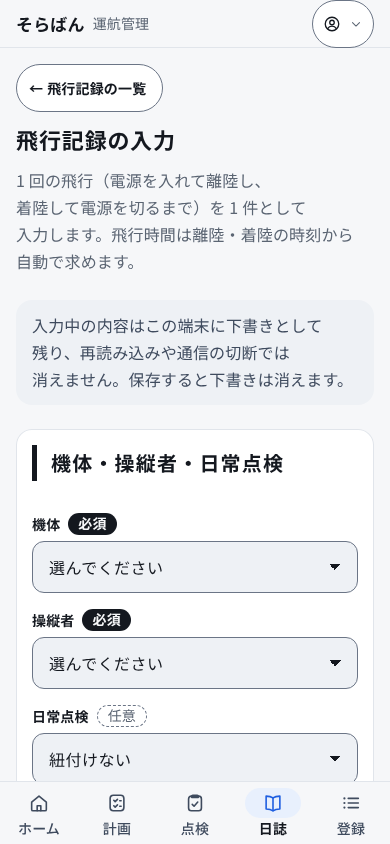 そらばん 運航管理
← 飛行記録の一覧
飛行記録の入力
1 回の飛行（電源を入れて離陸し、
着陸して電源を切るまで）を 1 件として
入力します。飛行時間は離陸・着陸の時刻から
自動で求めます。
入力中の内容はこの端末に下書きとして
残り、再読み込みや通信の切断では
消えません。保存すると下書きは消えます。
機体・操縦者・日常点検
機体 必須
選んでください
操縦者 必須
選んでください
日常点検 任意
紐付けない
ホーム 計画 点検 日誌 登録